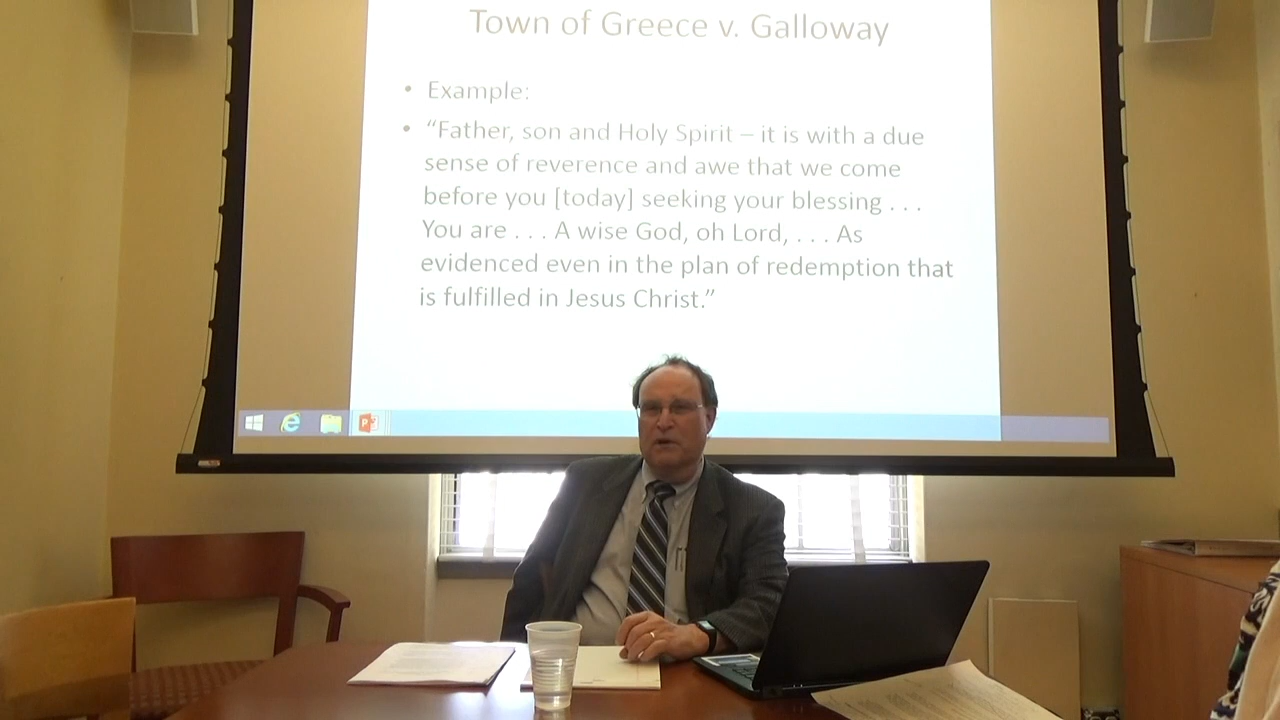 Town of Greece v. Galloway
• Example:
• “Father, son and Holy Spirit – it is with a due
sense of reverence and awe that we come
before you [today] seeking your blessing . . .
You are . . . A wise God, oh Lord, . . . As
evidenced even in the plan of redemption that
is fulfilled in Jesus Christ.”